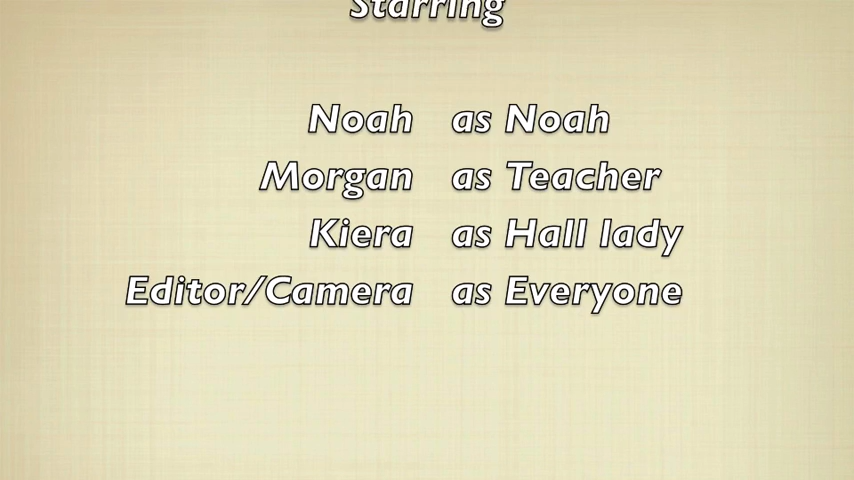 Starring
Noah as Noah
Morgan as Teacher
Kiera as Hall lady
Editor/Camera as Everyone